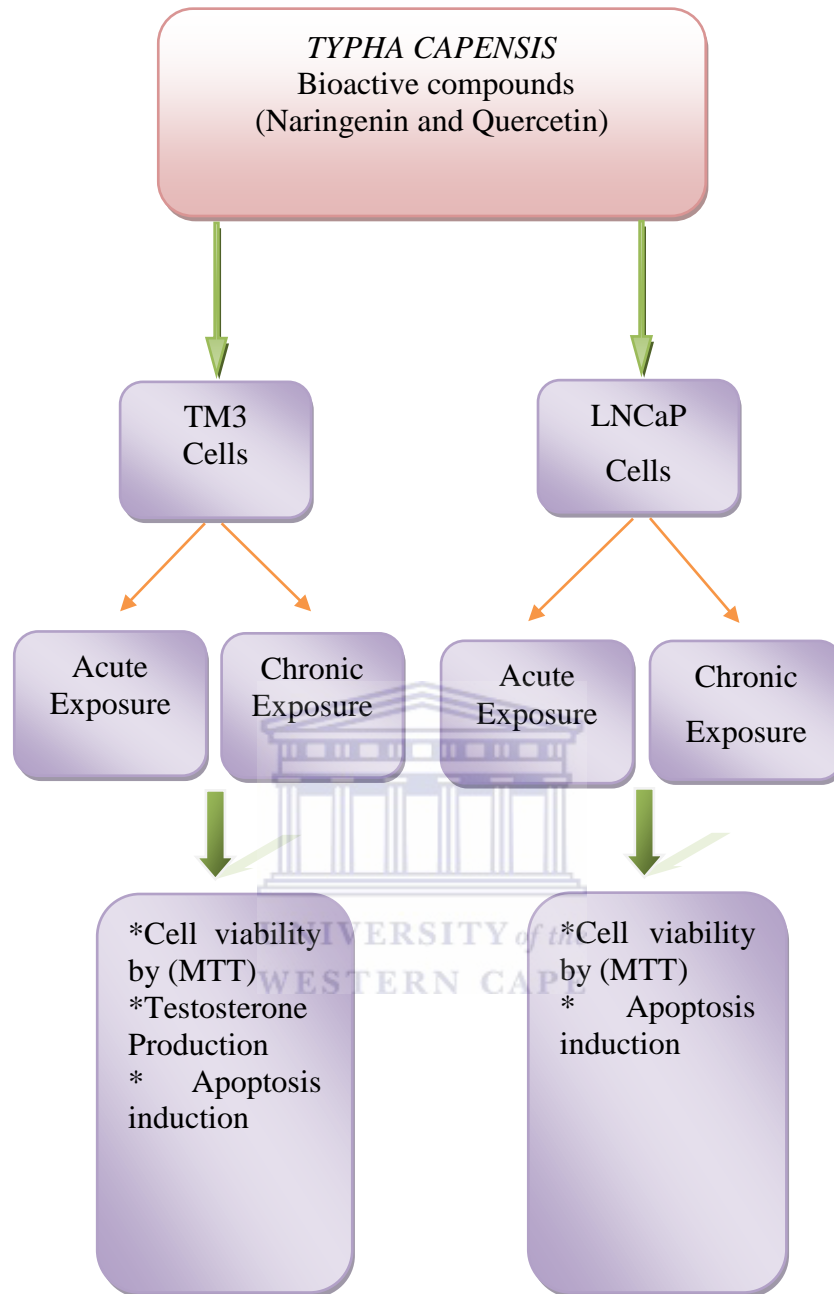 TYPHA CAPENSIS
Bioactive compounds
(Naringenin and Quercetin)
TM3
Cells
LNCaP
Cells
Acute
Exposure
Chronic
Exposure
Acute
Exposure
Chronic
Exposure
*Cell viability
by (MTT)
*Testosterone
Production
* Apoptosis
induction
*Cell viability
by (MTT)
* Apoptosis
induction
UNIVERSITY of the
WESTERN CAPE